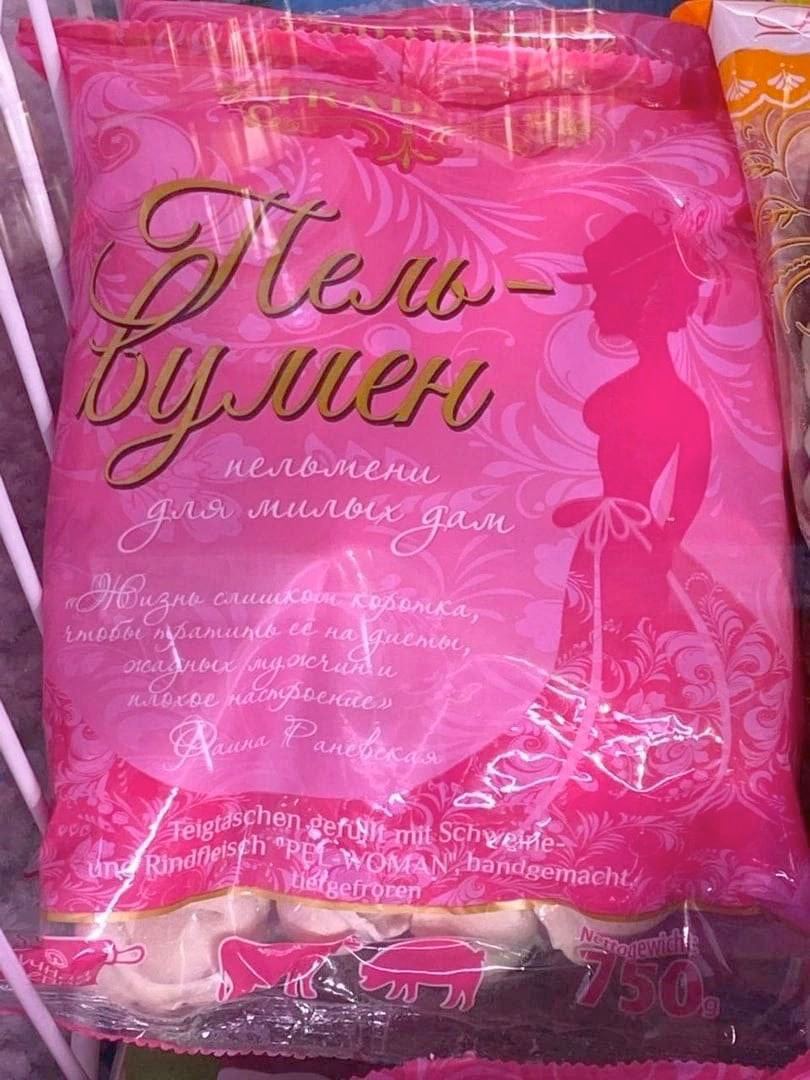 Пель-
вумен
пельмени
для милых дам
«Жизнь слишком коротка,
чтобы тратить её на диеты,
жадных мужчин и
плохое настроение»
Фаина Раневская
Teigtaschen gefüllt mit Schweine-
und Rindfleisch "PEL-WOMAN", handgemacht,
tiefgefroren
Nettogewicht e
750g